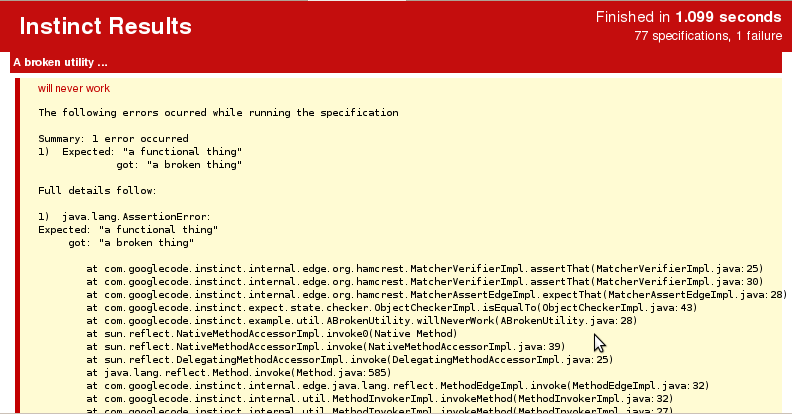 Instinct Results
Finished in 1.099 seconds
77 specifications, 1 failure
A broken utility ...
will never work
The following errors ocurred while running the specification
Summary: 1 error occurred
1) Expected: "a functional thing"
got: "a broken thing"
Full details follow:
1) java.lang.AssertionError:
Expected: "a functional thing"
got: "a broken thing"
at com.googlecode.instinct.internal.edge.org.hamcrest.MatcherVerifierImpl.assertThat(MatcherVerifierImpl.java:25)
at com.googlecode.instinct.internal.edge.org.hamcrest.MatcherVerifierImpl.assertThat(MatcherVerifierImpl.java:30)
at com.googlecode.instinct.internal.edge.org.hamcrest.MatcherAssertEdgeImpl.expectThat(MatcherAssertEdgeImpl.java:28)
at com.googlecode.instinct.expect.state.checker.ObjectCheckerImpl.isEqualTo(ObjectCheckerImpl.java:43)
at com.googlecode.instinct.example.util.ABrokenUtility.willNeverWork(ABrokenUtility.java:28)
at sun.reflect.NativeMethodAccessorImpl.invoke0(Native Method)
at sun.reflect.NativeMethodAccessorImpl.invoke(NativeMethodAccessorImpl.java:39)
at sun.reflect.DelegatingMethodAccessorImpl.invoke(DelegatingMethodAccessorImpl.java:25)
at java.lang.reflect.Method.invoke(Method.java:585)
at com.googlecode.instinct.internal.edge.java.lang.reflect.MethodEdgeImpl.invoke(MethodEdgeImpl.java:32)
at com.googlecode.instinct.internal.util.MethodInvokerImpl.invokeMethod(MethodInvokerImpl.java:32)
at com.googlecode.instinct.internal.util.MethodInvokerImpl.invokeMethod(MethodInvokerImpl.java:27)